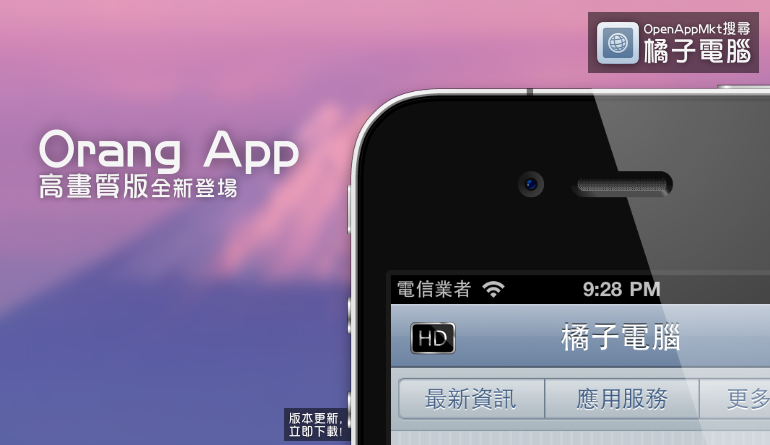 OpenAppMkt搜尋
橘子電腦
Orang App
高畫質版全新登場
電信業者 9:28 PM
HD 橘子電腦
最新資訊 應用服務 更多
版本更新,
立即下載!